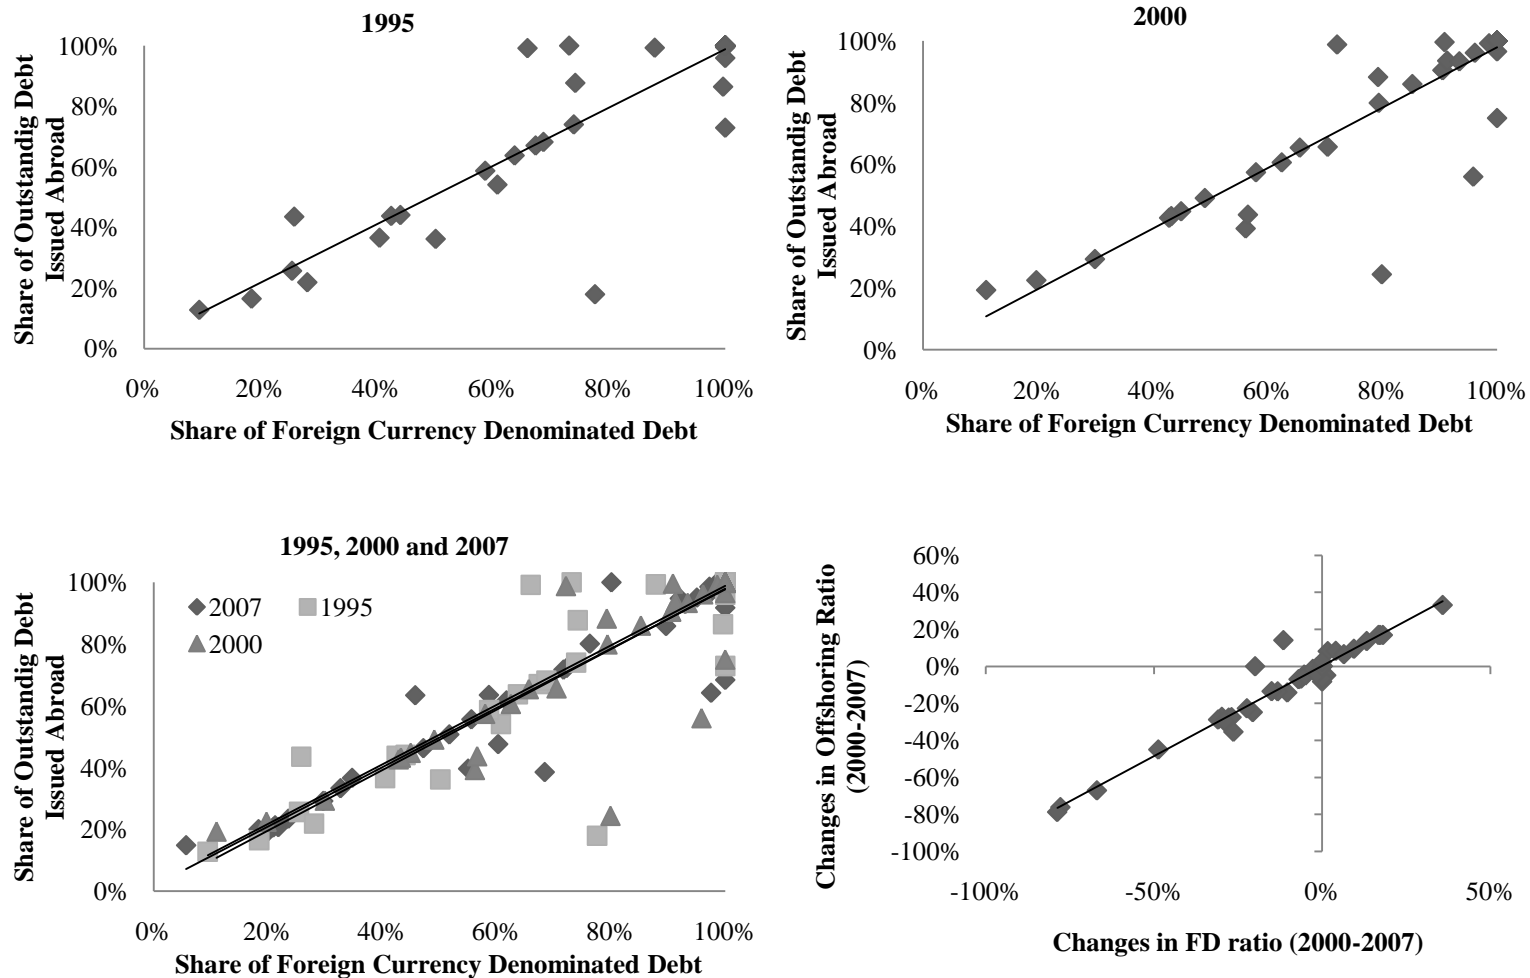 1995
Share of Outstandig Debt
Issued Abroad
100%
80%
60%
40%
20%
0%
0% 20% 40% 60% 80% 100%
Share of Foreign Currency Denominated Debt
2000
Share of Outstandig Debt
Issued Abroad
100%
80%
60%
40%
20%
0%
0% 20% 40% 60% 80% 100%
Share of Foreign Currency Denominated Debt
1995, 2000 and 2007
Share of Outstandig Debt
Issued Abroad
100%
80%
60%
40%
20%
0%
2007 1995
2000
0% 20% 40% 60% 80% 100%
Share of Foreign Currency Denominated Debt
Changes in Offshoring Ratio
(2000-2007)
60%
40%
20%
0%
-20%
-40%
-60%
-80%
-100%
-100% -50% 0% 50%
Changes in FD ratio (2000-2007)